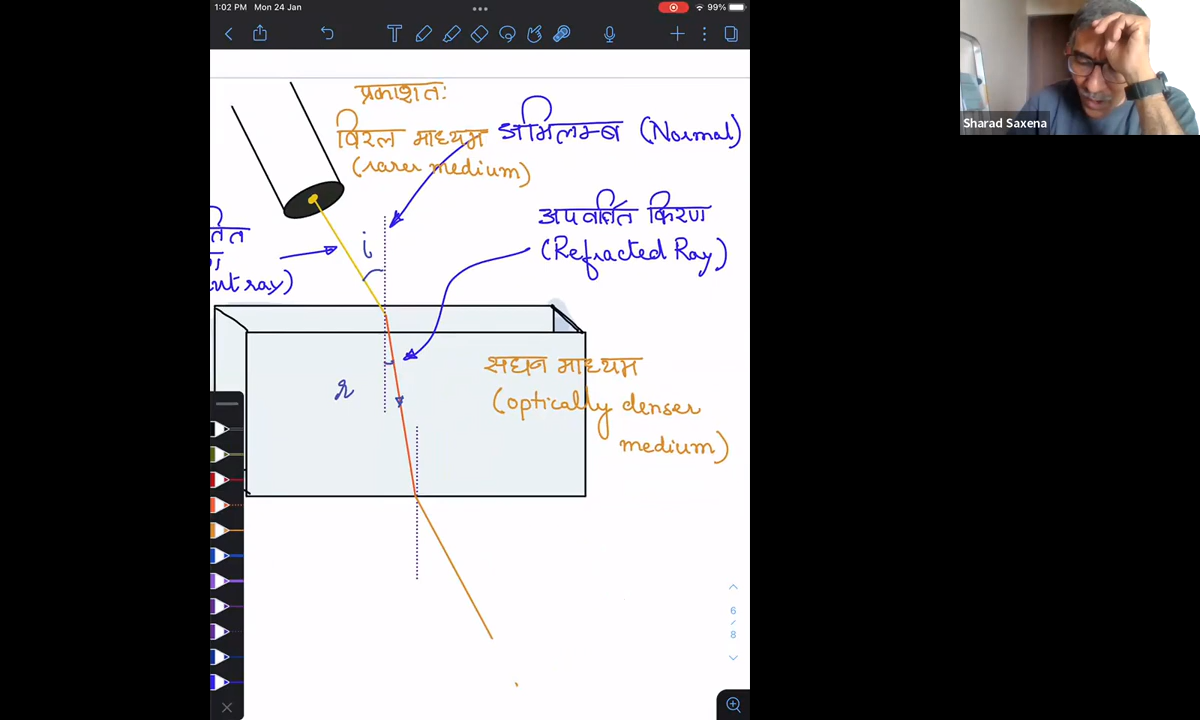 1:02 PM Mon 24 Jan
99%
Sharad Saxena
प्रकाशतः
विरल माध्यम
(rarer medium)
अभिलम्ब (Normal)
अपवर्तित किरण
(Refracted Ray)
ray)
i
r
सघन माध्यम
(optically denser
medium)
6
8